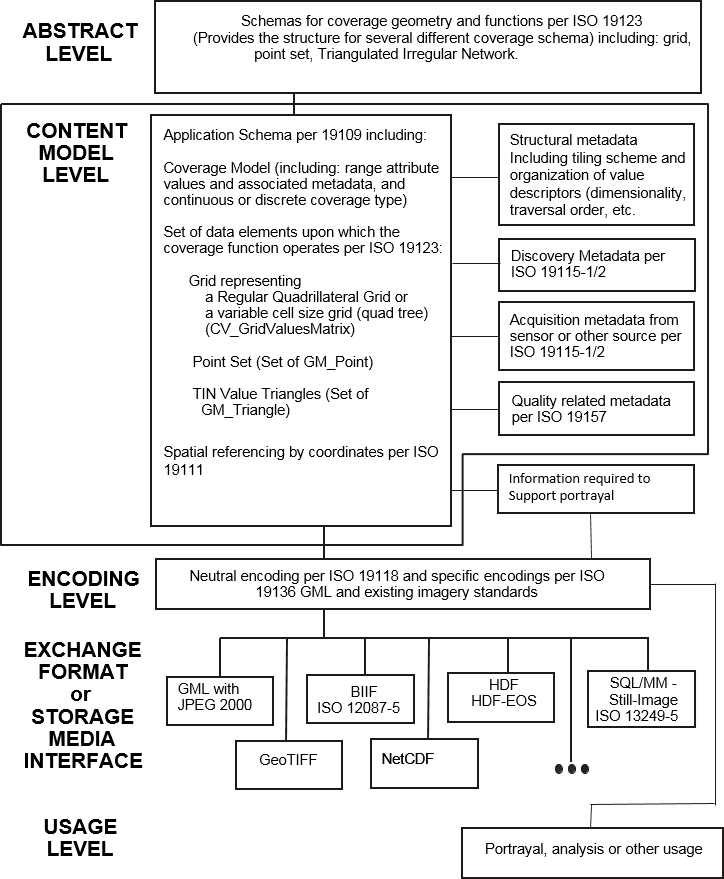 ABSTRACT
LEVEL
Schemas for coverage geometry and functions per ISO 19123
(Provides the structure for several different coverage schema) including: grid,
point set, Triangulated Irregular Network.
CONTENT
MODEL
LEVEL
Application Schema per 19109 including:
Coverage Model (including: range attribute
values and associated metadata, and
continuous or discrete coverage type)
Set of data elements upon which the
coverage function operates per ISO 19123:
Grid representing
a Regular Quadrillateral Grid or
a variable cell size grid (quad tree)
(CV_GridValuesMatrix)
Point Set (Set of GM_Point)
TIN Value Triangles (Set of
GM_Triangle)
Spatial referencing by coordinates per ISO
19111
Structural metadata
Including tiling scheme and
organization of value
descriptors (dimensionality,
traversal order, etc.
Discovery Metadata per
ISO 19115-1/2
Acquisition metadata from
sensor or other source per
ISO 19115-1/2
Quality related metadata
per ISO 19157
Information required to
Support portrayal
ENCODING
LEVEL
Neutral encoding per ISO 19118 and specific encodings per ISO
19136 GML and existing imagery standards
EXCHANGE
FORMAT
or
STORAGE
MEDIA
INTERFACE
GML with
JPEG 2000
BIIF
ISO 12087-5
HDF
HDF-EOS
SQL/MM -
Still-Image
ISO 13249-5
GeoTIFF
NetCDF
USAGE
LEVEL
Portrayal, analysis or other usage